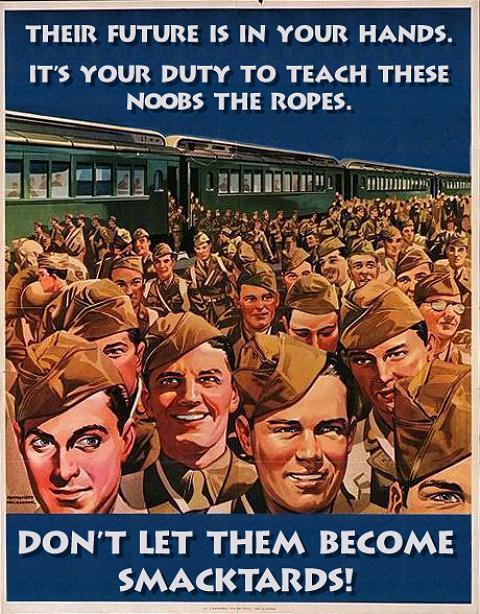 THEIR FUTURE IS IN YOUR HANDS.
IT'S YOUR DUTY TO TEACH THESE
NOOBS THE ROPES.
DON'T LET THEM BECOME
SMACKTARDS!